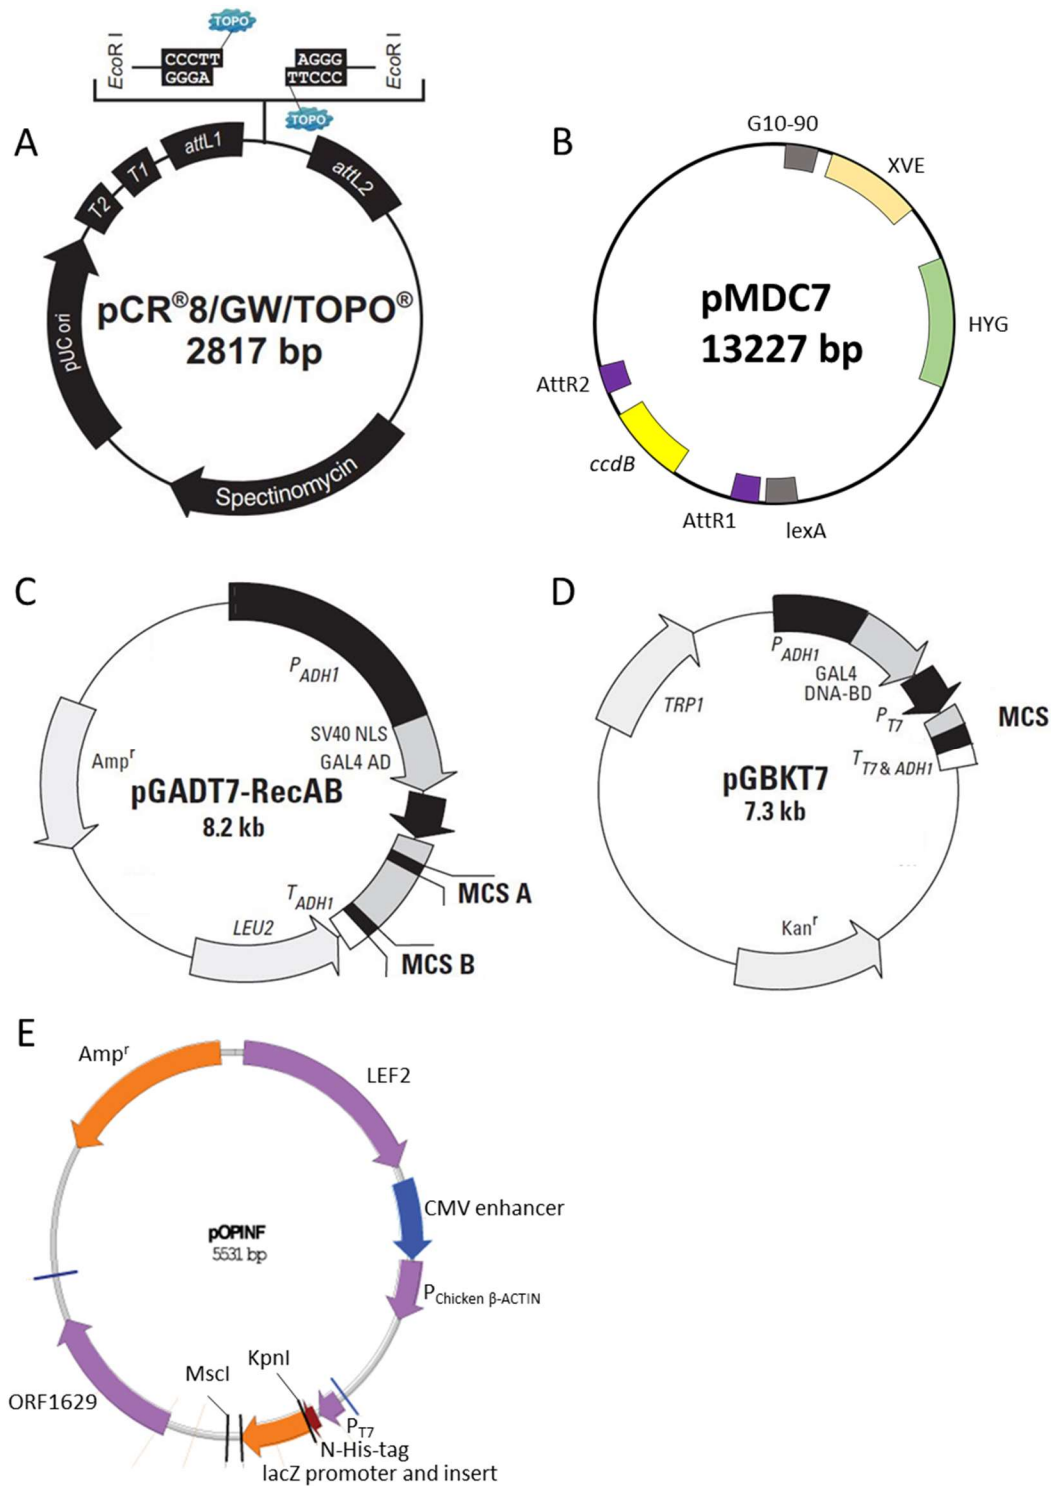 A
TOPO
EcoR I
CCCTT
GGGA
AGGG
TTCCC
EcoR I
TOPO
attL1
attL2
T1
T2
pUC ori
pCR®8/GW/TOPO®
2817 bp
Spectinomycin
B
G10-90
XVE
HYG
pMDC7
13227 bp
AttR2
ccdB
AttR1
lexA
C
PADH1
SV40 NLS
GAL4 AD
Ampr
pGADT7-RecAB
8.2 kb
MCS A
TADH1
LEU2
MCS B
D
PADH1
GAL4
DNA-BD
TRP1
PT7
MCS
TT7 & ADH1
pGBKT7
7.3 kb
Kanr
E
Ampr
LEF2
CMV enhancer
pOPINF
5531 bp
PChicken β-ACTIN
KpnI
MscI
ORF1629
PT7
N-His-tag
lacZ promoter and insert